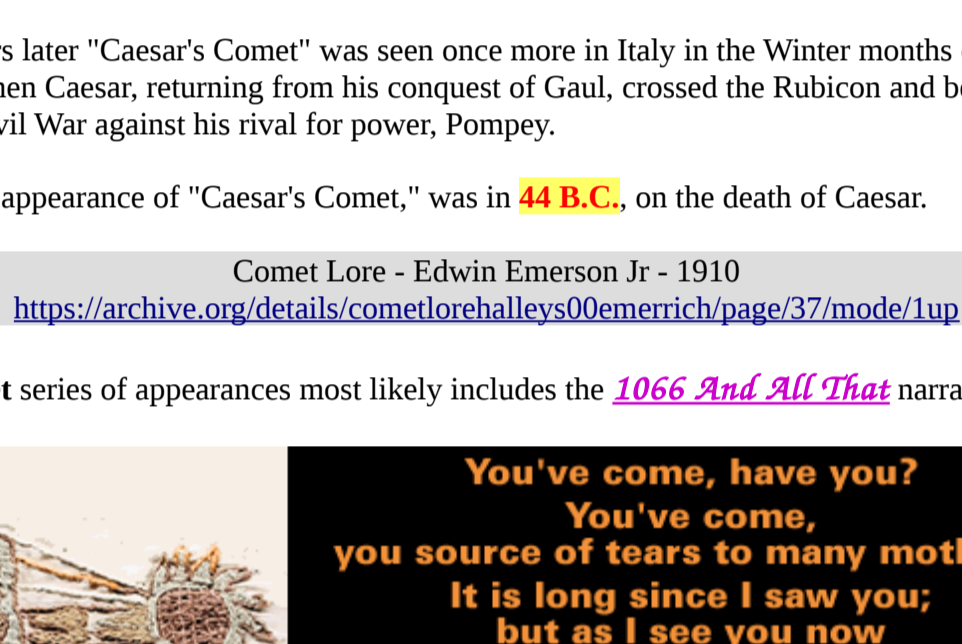 later "Caesar's Comet" was seen once more in Italy in the Winter months
Caesar, returning from his conquest of Gaul, crossed the Rubicon and
War against his rival for power, Pompey.
appearance of "Caesar's Comet," was in 44 B.C., on the death of Caesar.
Comet Lore - Edwin Emerson Jr - 1910
https://archive.org/details/cometlorehalleys00emerrich/page/37/mode/1up
series of appearances most likely includes the 1066 And All That
You've come, have you?
You've come,
you source of tears to many
It is long since I saw you;
but as I see you now